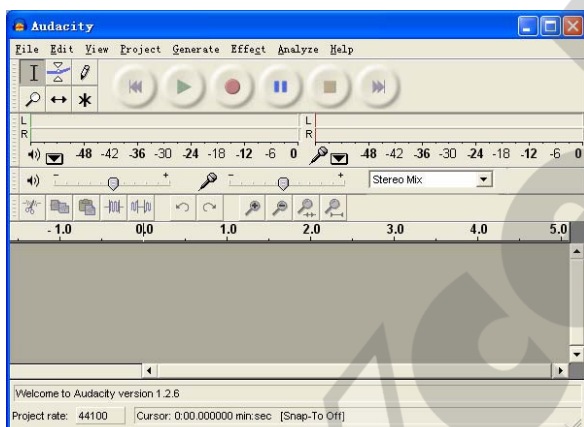 Audacity
File Edit View Project Generate Effect Analyze Help
L
R
-48 -42 -36 -30 -24 -18 -12 -6 0
L
R
-48 -42 -36 -30 -24 -18 -12 -6 0
- + - + Stereo Mix
- 1.0 0.0 1.0 2.0 3.0 4.0 5.0
Welcome to Audacity version 1.2.6
Project rate: 44100 Cursor: 0:00.000000 min:sec [Snap-To Off]